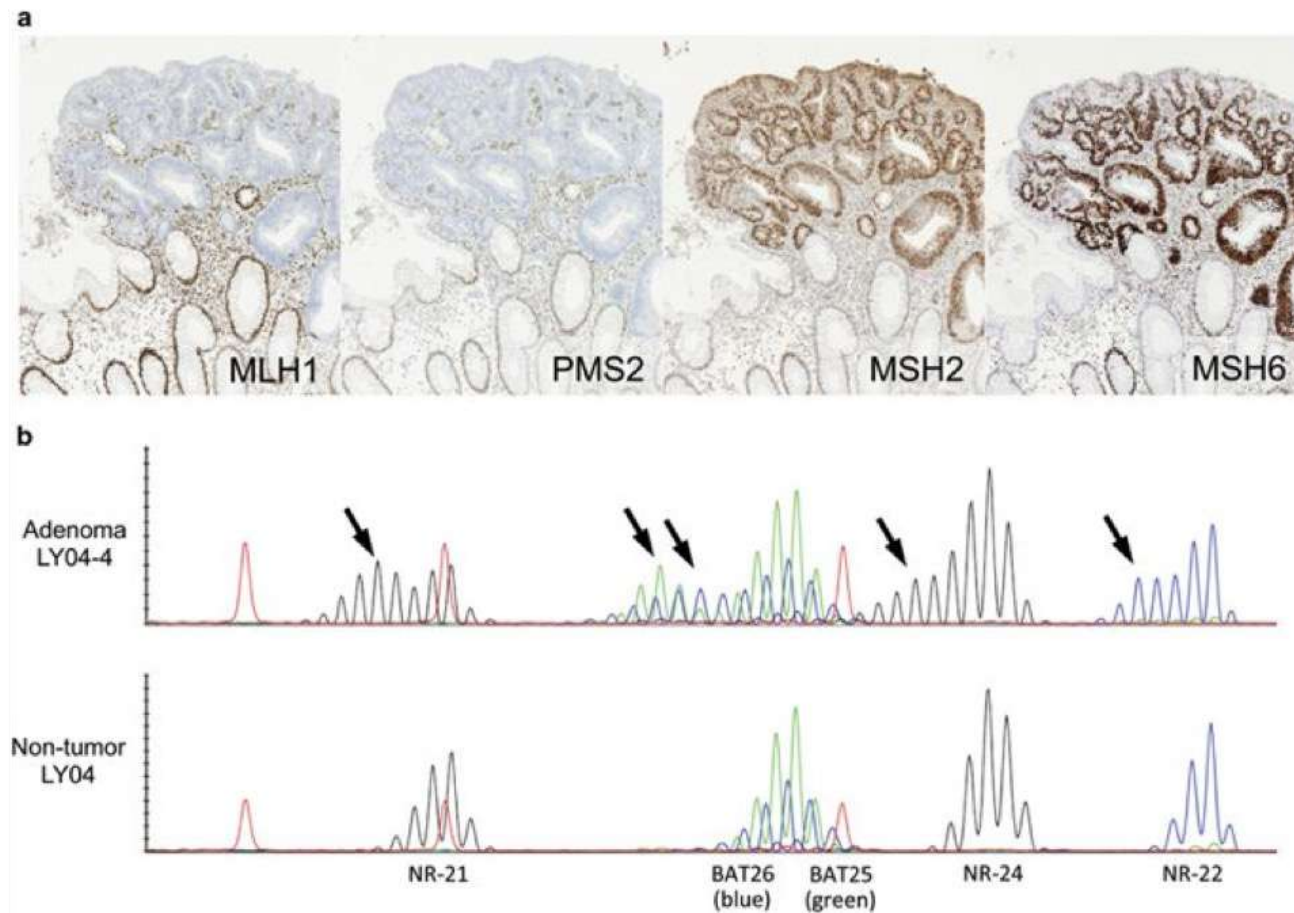 a
MLH1 PMS2 MSH2 MSH6
b
Adenoma
LY04-4
Non-tumor
LY04
NR-21 BAT26 BAT25 NR-24 NR-22
(blue) (green)